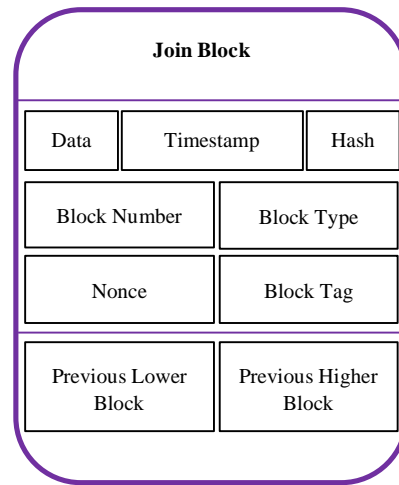 Join Block
Data Timestamp Hash
Block Number Block Type
Nonce Block Tag
Previous Lower Previous Higher
Block Block